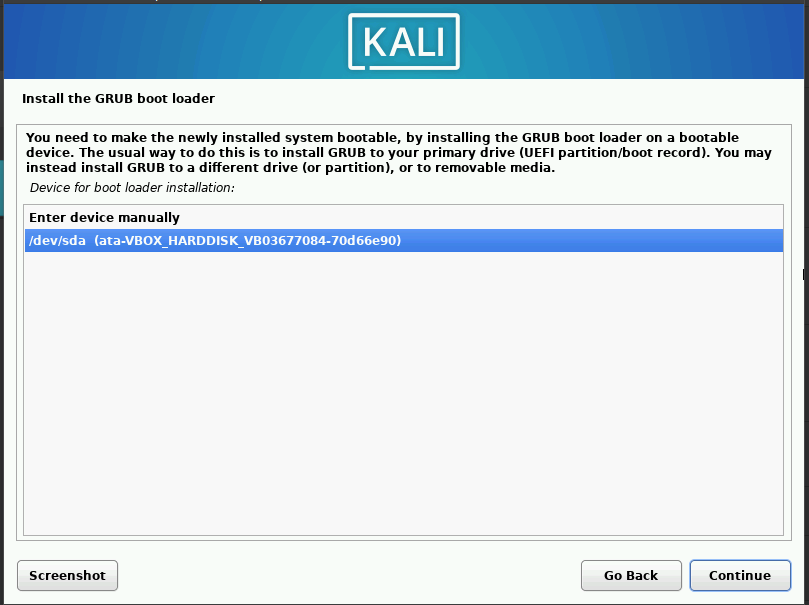 KALI
Install the GRUB boot loader
You need to make the newly installed system bootable, by installing the GRUB boot loader on a bootable
device. The usual way to do this is to install GRUB to your primary drive (UEFI partition/boot record). You may
instead install GRUB to a different drive (or partition), or to removable media.
Device for boot loader installation:
Enter device manually
/dev/sda  (ata-VBOX_HARDDISK_VB03677084-70d66e90)
Screenshot
Go Back
Continue